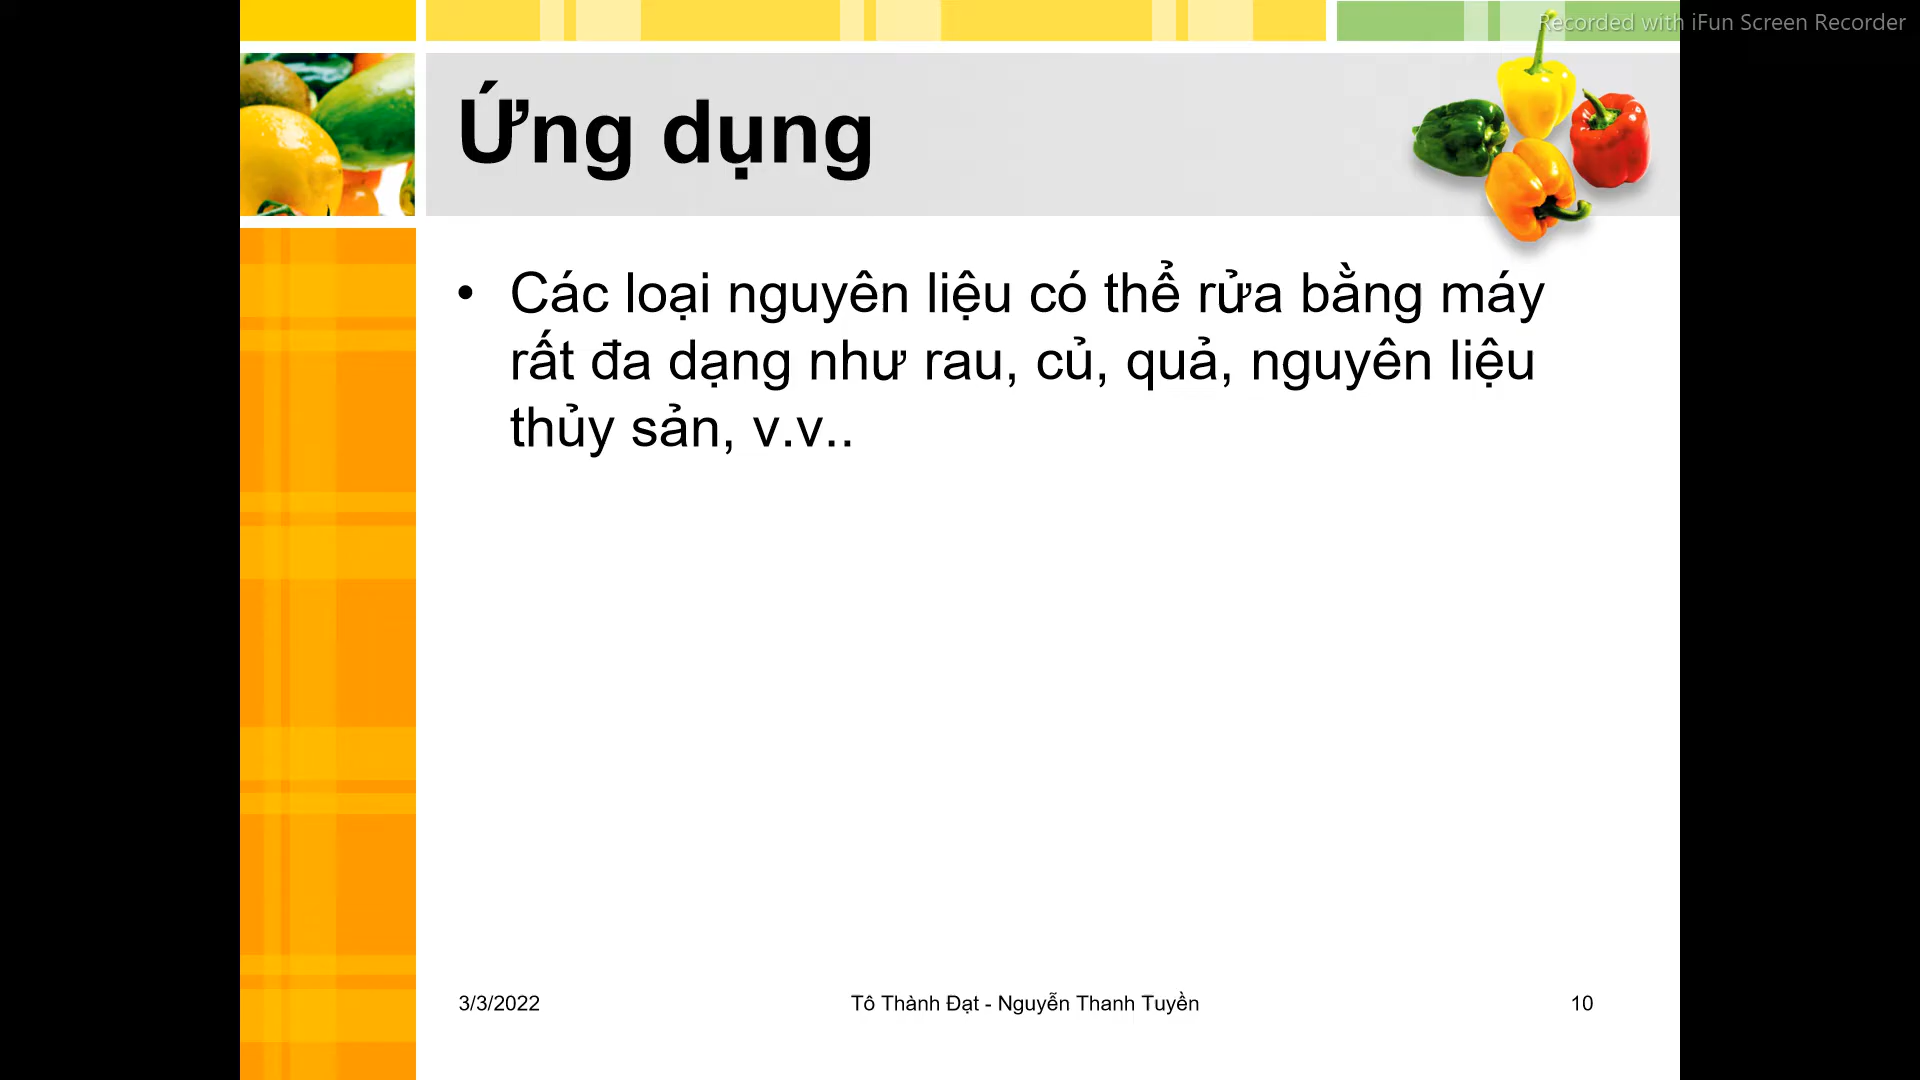 Recorded with iFun Screen Recorder
Ứng dụng
• Các loại nguyên liệu có thể rửa bằng máy
rất đa dạng như rau, củ, quả, nguyên liệu
thủy sản, v.v..
3/3/2022
Tô Thành Đạt - Nguyễn Thanh Tuyền
10